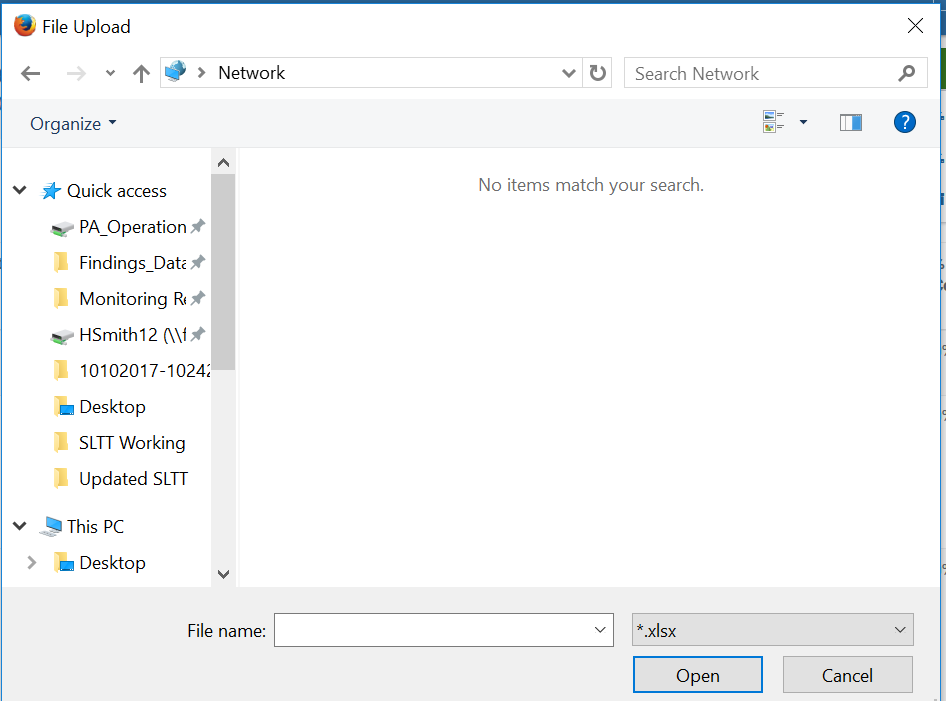 File Upload
Network
Search Network
Organize
?
No items match your search.
Quick access
PA_Operation
Findings_Data
Monitoring Re
HSmith12 (\\f
10102017-10242
Desktop
SLTT Working
Updated SLTT
This PC
Desktop
File name:
*.xlsx
Open
Cancel